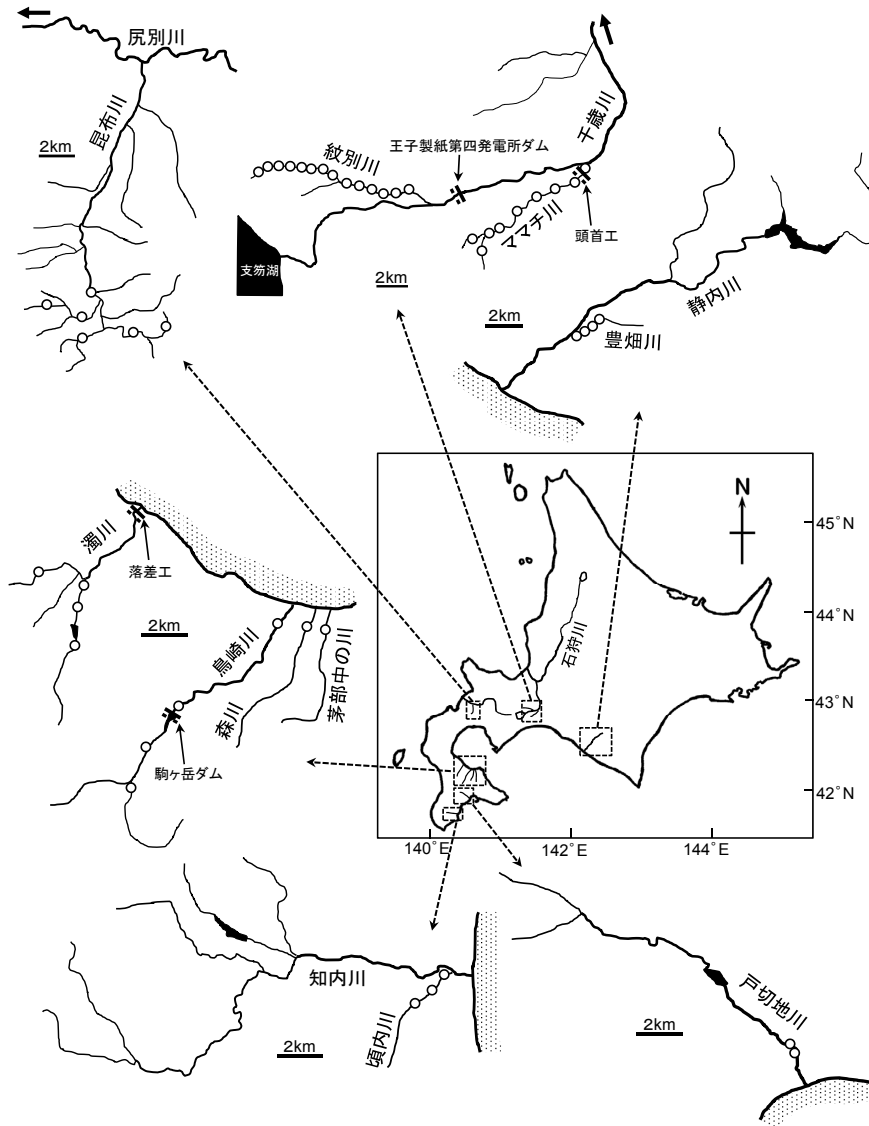 尻別川
昆布川
2km
紋別川
王子製紙第四発電所ダム
千歳川
ママチ川
頭首工
支笏湖
2km
2km
静内川
豊畑川
濁川
落差工
2km
鳥崎川
森川
茅部中の川
駒ヶ岳ダム
N
石狩川
45˚N
44˚N
43˚N
42˚N
140˚E
142˚E
144˚E
知内川
頃内川
2km
戸切地川
2km